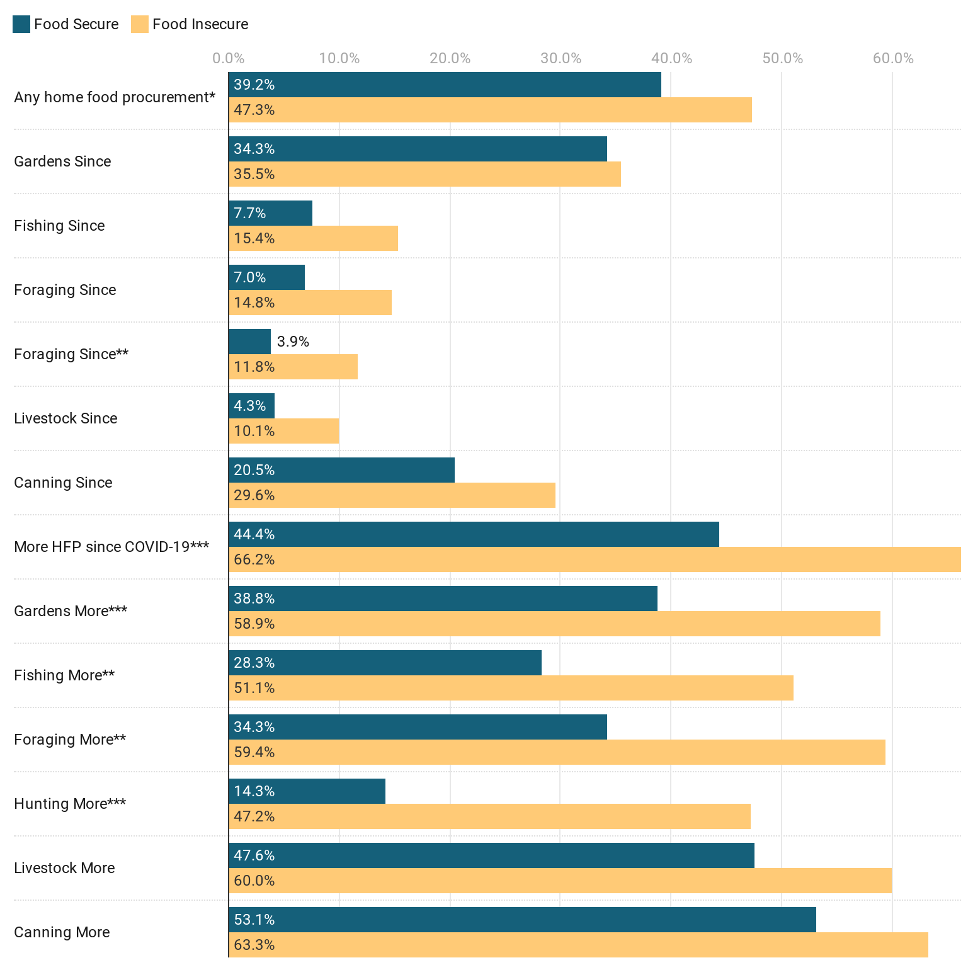 Food Secure Food Insecure
0.0% 10.0% 20.0% 30.0% 40.0% 50.0% 60.0%
Any home food procurement*
39.2%
47.3%
Gardens Since
34.3%
35.5%
Fishing Since
7.7%
15.4%
Foraging Since
7.0%
14.8%
Foraging Since**
3.9%
11.8%
Livestock Since
4.3%
10.1%
Canning Since
20.5%
29.6%
More HFP since COVID-19***
44.4%
66.2%
Gardens More***
38.8%
58.9%
Fishing More**
28.3%
51.1%
Foraging More**
34.3%
59.4%
Hunting More***
14.3%
47.2%
Livestock More
47.6%
60.0%
Canning More
53.1%
63.3%